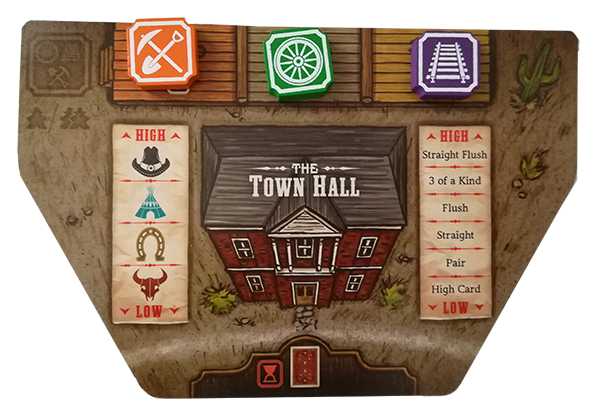 HIGH
LOW
THE
TOWN HALL
HIGH
Straight Flush
3 of a Kind
Flush
Straight
Pair
High Card
LOW